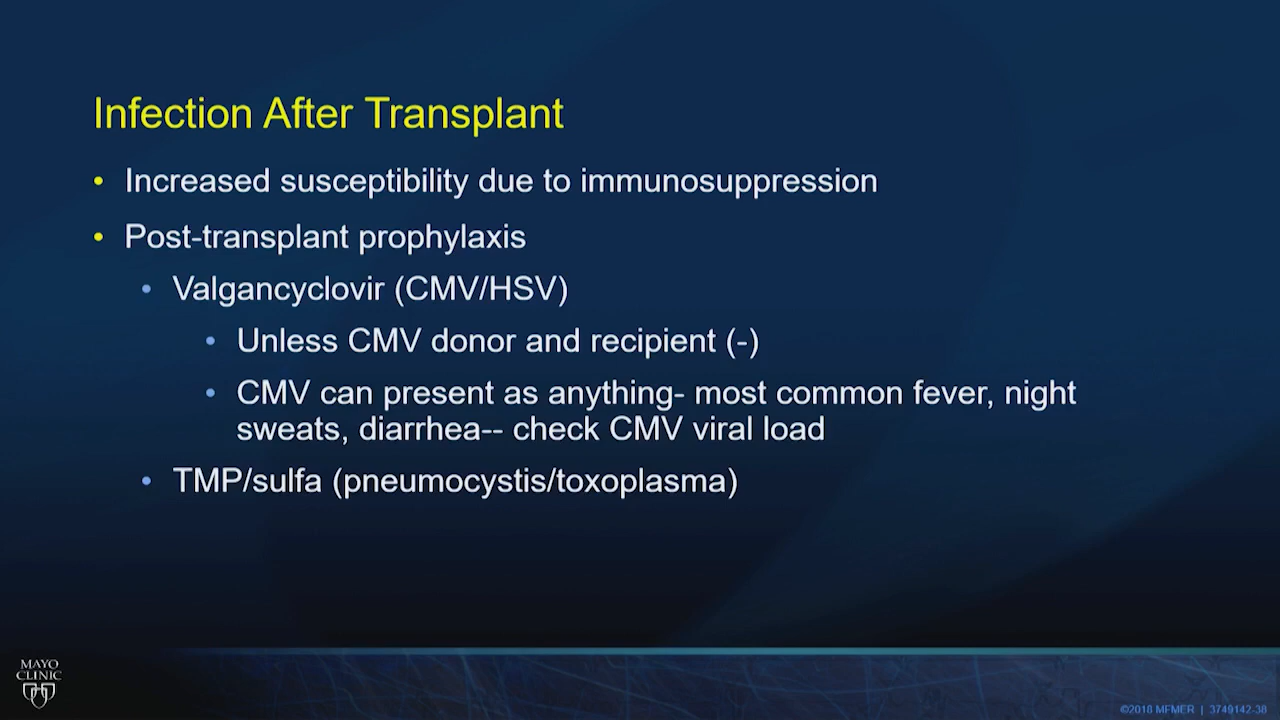 Infection After Transplant
• Increased susceptibility due to immunosuppression
• Post-transplant prophylaxis
• Valgancyclovir (CMV/HSV)
• Unless CMV donor and recipient (-)
• CMV can present as anything- most common fever, night
sweats, diarrhea-- check CMV viral load
• TMP/sulfa (pneumocystis/toxoplasma)
MAYO
CLINIC
©2018 MFMER | 3749142-38